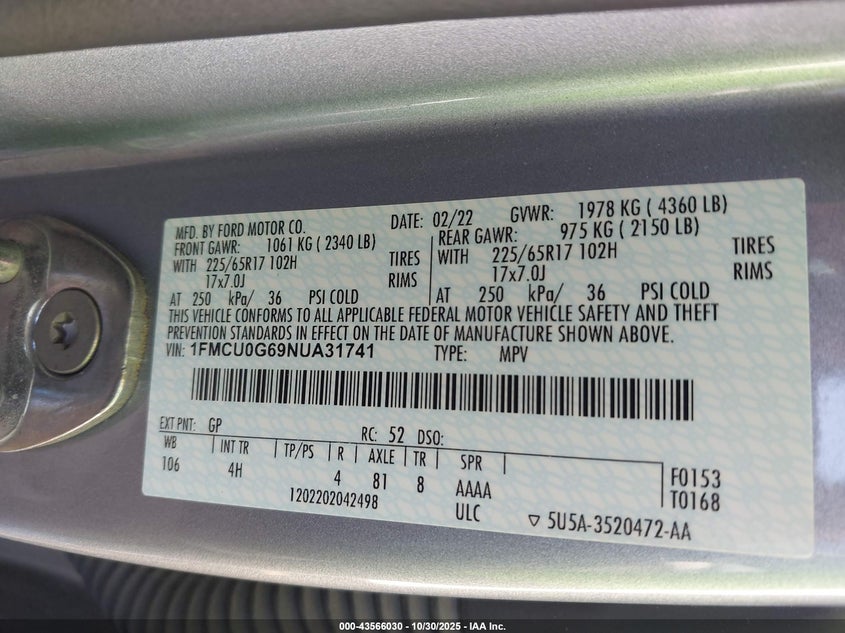 MFD. BY FORD MOTOR CO. DATE: 02/22 GVWR: 1978 KG ( 4360 LB)
FRONT GAWR: 1061 KG ( 2340 LB) REAR GAWR: 975 KG ( 2150 LB)
WITH 225/65R17 102H TIRES WITH 225/65R17 102H TIRES
17x7.0J RIMS 17x7.0J RIMS
AT 250 kPa/ 36 PSI COLD AT 250 kPa/ 36 PSI COLD
THIS VEHICLE CONFORMS TO ALL APPLICABLE FEDERAL MOTOR VEHICLE SAFETY AND THEFT
PREVENTION STANDARDS IN EFFECT ON THE DATE OF MANUFACTURE SHOWN ABOVE.
VIN: 1FMCU0G69NUA31741 TYPE: MPV
EXT PNT: GP RC: 52 DSO:
WB INT TR TP/PS R AXLE TR SPR
106 4H 4 81 8 AAAA F0153
1202202042498 ULC T0168
▽ 5U5A-3520472-AA
000-43566030 - 10/30/2025 - IAA Inc.